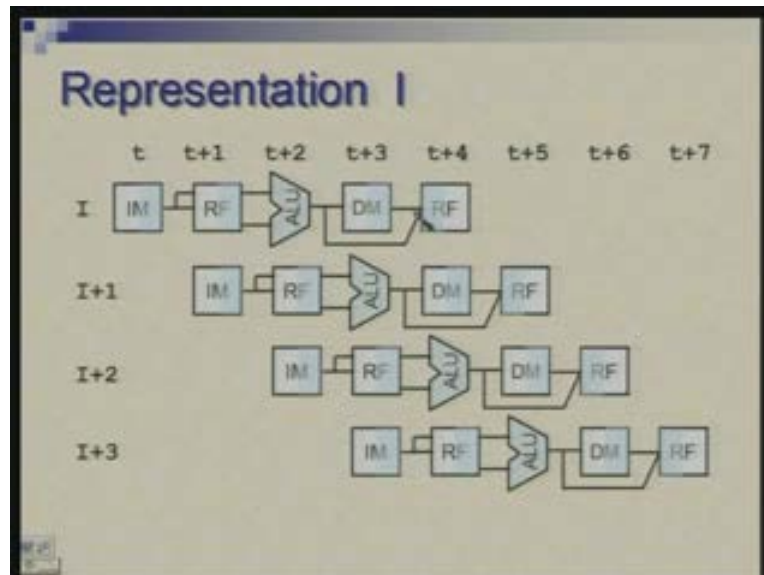 Representation I
t t+1 t+2 t+3 t+4 t+5 t+6 t+7
I IM RF ALU DM RF
I+1 IM RF ALU DM RF
I+2 IM RF ALU DM RF
I+3 IM RF ALU DM RF